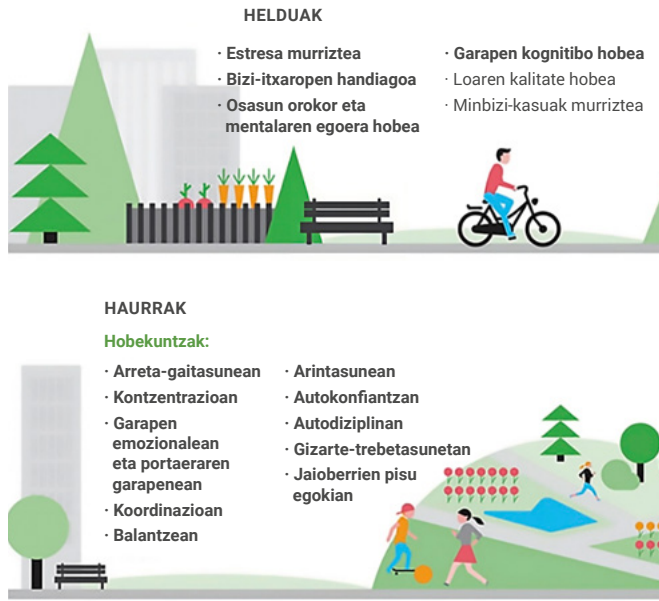 HELDUAK
· Estresa murriztea
· Bizi-itxaropen handiagoa
· Osasun orokor eta
mentalaren egoera hobea
· Garapen kognitibo hobea
· Loaren kalitate hobea
· Minbizi-kasuak murriztea
HAURRAK
Hobekuntzak:
· Arreta-gaitasunean
· Kontzentrazioan
· Garapen
emozionalean
eta portaeraren
garapenean
· Koordinazioan
· Balantzean
· Arintasunean
· Autokonfiantzan
· Autodiziplinan
· Gizarte-trebetasunetan
· Jaioberrien pisu
egokian